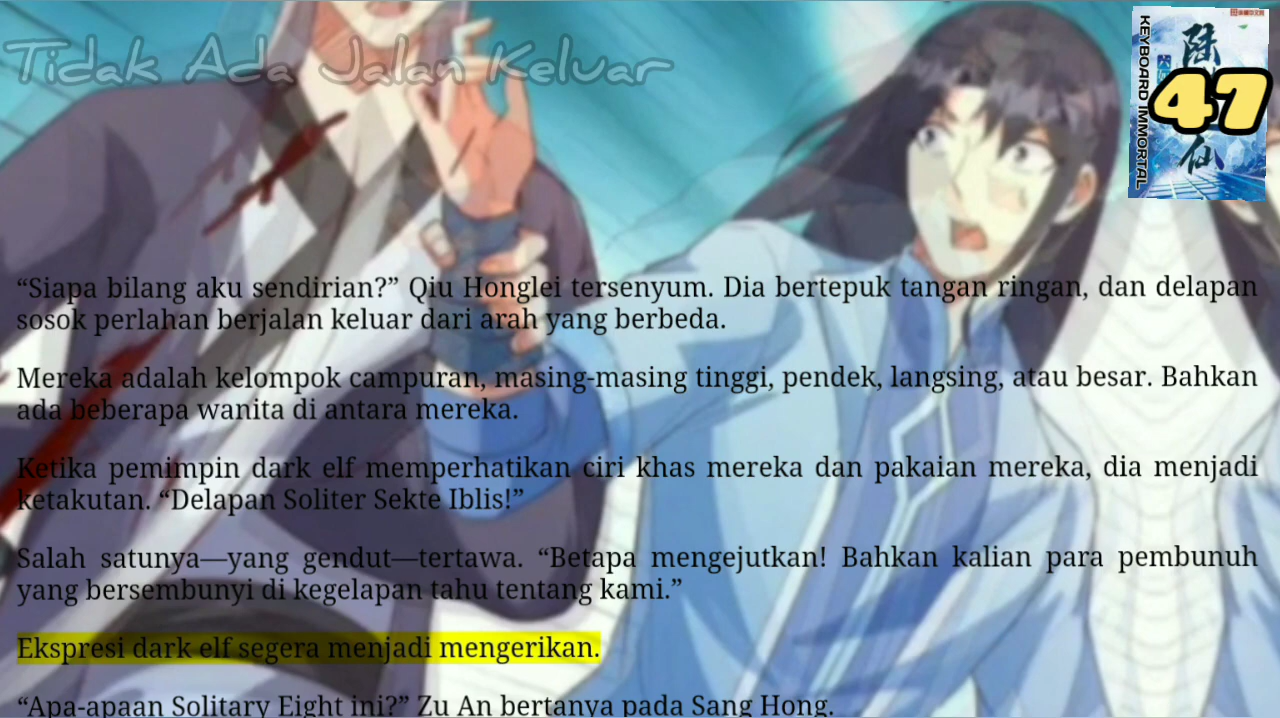 Tidak Ada Jalan Keluar
KEYBOARD IMMORTAL
47
“Siapa bilang aku sendirian?” Qiu Honglei tersenyum. Dia bertepuk tangan ringan, dan delapan
sosok perlahan berjalan keluar dari arah yang berbeda.
Mereka adalah kelompok campuran, masing-masing tinggi, pendek, langsing, atau besar. Bahkan
ada beberapa wanita di antara mereka.
Ketika pemimpin dark elf memperhatikan ciri khas mereka dan pakaian mereka, dia menjadi
ketakutan. “Delapan Soliter Sekte Iblis!”
Salah satunya—yang gendut—tertawa. “Betapa mengejutkan! Bahkan kalian para pembunuh
yang bersembunyi di kegelapan tahu tentang kami.”
Ekspresi dark elf segera menjadi mengerikan.
“Apa-apaan Solitary Eight ini?” Zu An bertanya pada Sang Hong.